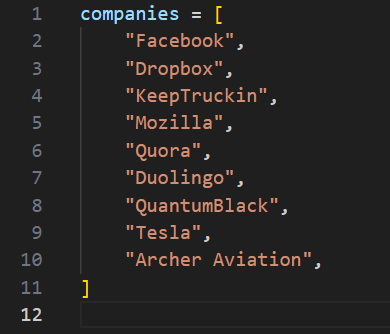 1 companies = [
2     "Facebook",
3     "Dropbox",
4     "KeepTruckin",
5     "Mozilla",
6     "Quora",
7     "Duolingo",
8     "QuantumBlack",
9     "Tesla",
10     "Archer Aviation",
11 ]
12